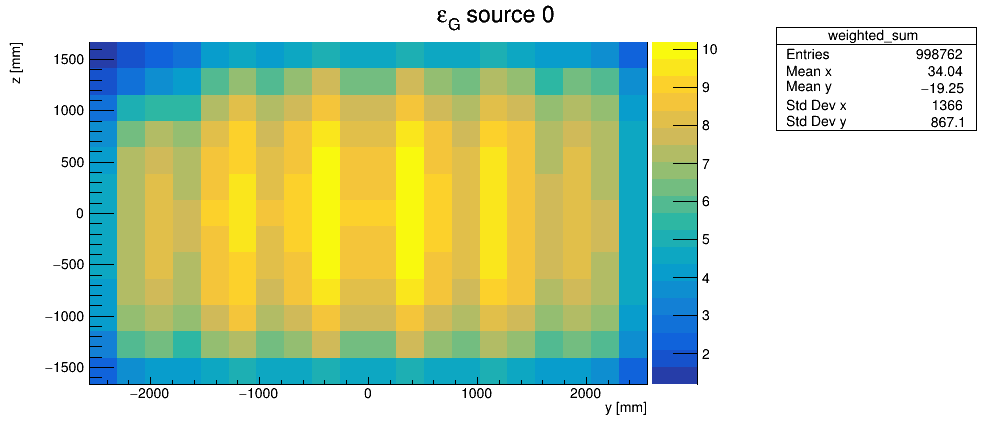 ε_G source 0
z [mm]
1500
1000
500
0
−500
−1000
−1500
−2000 −1000 0 1000 2000
y [mm]
10
9
8
7
6
5
4
3
2
weighted_sum
Entries 998762
Mean x 34.04
Mean y −19.25
Std Dev x 1366
Std Dev y 867.1